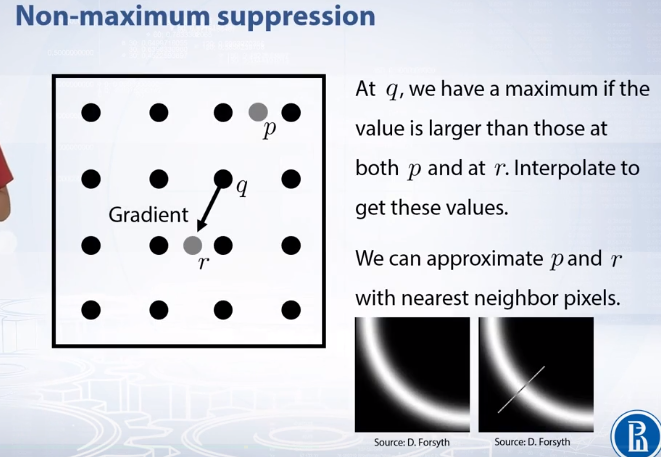 Non-maximum suppression
p
q
Gradient
r
At q, we have a maximum if the
value is larger than those at
both p and at r. Interpolate to
get these values.
We can approximate p and r
with nearest neighbor pixels.
Source: D. Forsyth
Source: D. Forsyth